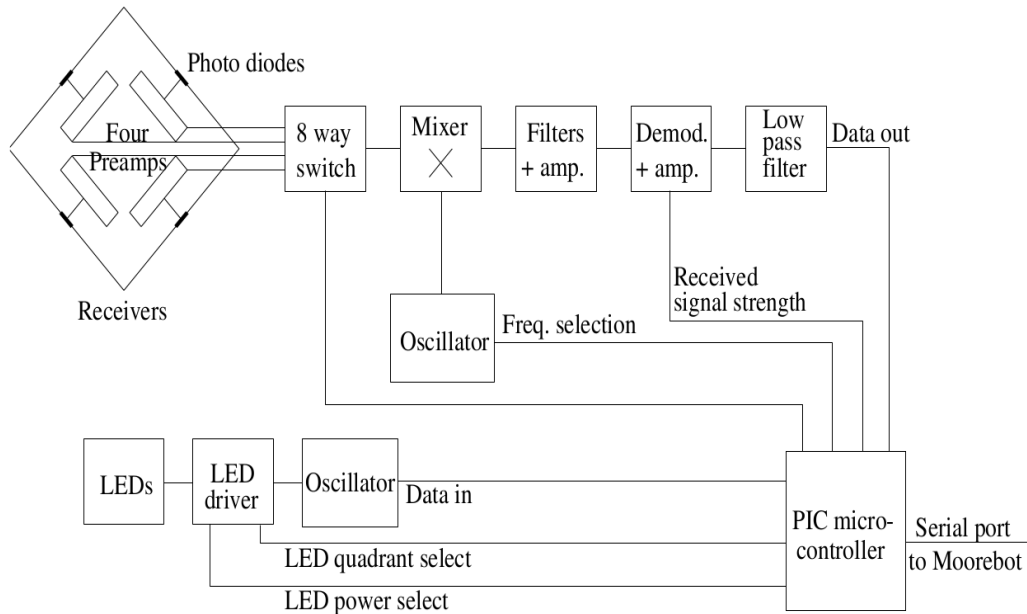 Photo diodes
Four
Preamps
Receivers
8 way
switch
Mixer
Filters
+ amp.
Demod.
+ amp.
Low
pass
filter
Data out
Received
signal strength
Oscillator
Freq. selection
LEDs
LED
driver
Oscillator
Data in
LED quadrant select
LED power select
PIC micro-
controller
Serial port
to Moorebot